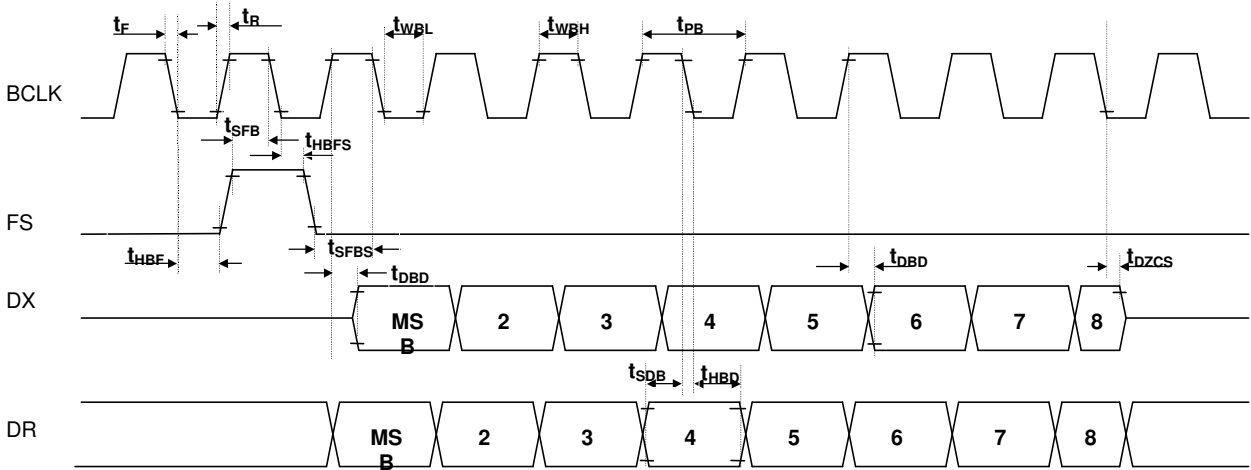 tF tR tWBL tWBH tPB
BCLK
tSFB
tHBFS
FS
tHBF tSFBS
tDBD tDBD tDZCS
DX MS 2 3 4 5 6 7 8
B
tSDB tHBD
DR MS 2 3 4 5 6 7 8
B